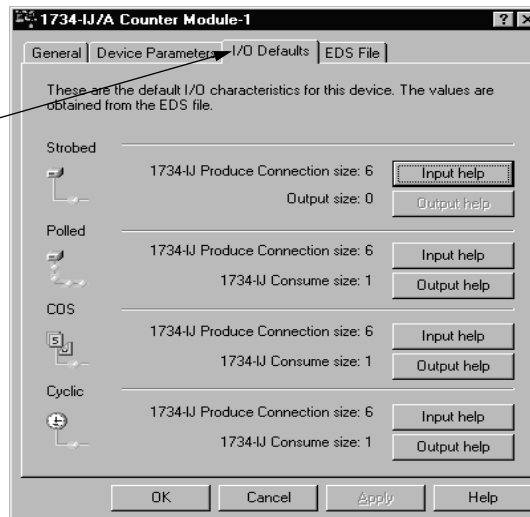 1734-IJ/A Counter Module-1
General
Device Parameters
I/O Defaults
EDS File
These are the default I/O characteristics for this device. The values are
obtained from the EDS file.
Strobed
1734-IJ Produce Connection size: 6
Input help
Output size: 0
Output help
Polled
1734-IJ Produce Connection size: 6
Input help
1734-IJ Consume size: 1
Output help
COS
1734-IJ Produce Connection size: 6
Input help
1734-IJ Consume size: 1
Output help
Cyclic
1734-IJ Produce Connection size: 6
Input help
1734-IJ Consume size: 1
Output help
OK
Cancel
Apply
Help